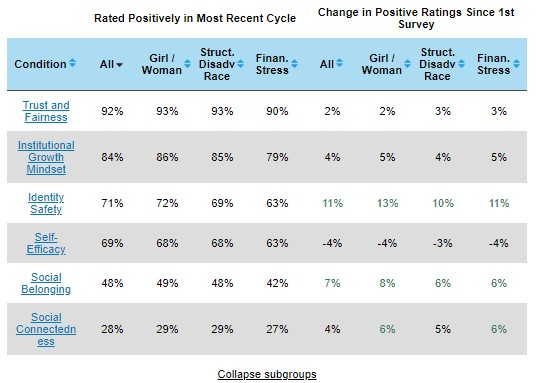 Rated Positively in Most Recent Cycle
Change in Positive Ratings Since 1st
Survey
Condition All Girl / Woman Struct. Disadv Race Finan. Stress All Girl / Woman Struct. Disadv Race Finan. Stress
Trust and Fairness 92% 93% 93% 90% 2% 2% 3% 3%
Institutional Growth Mindset 84% 86% 85% 79% 4% 5% 4% 5%
Identity Safety 71% 72% 69% 63% 11% 13% 10% 11%
Self-Efficacy 69% 68% 68% 63% -4% -4% -3% -4%
Social Belonging 48% 49% 48% 42% 7% 8% 6% 6%
Social Connectedness 28% 29% 29% 27% 4% 6% 5% 6%
Collapse subgroups